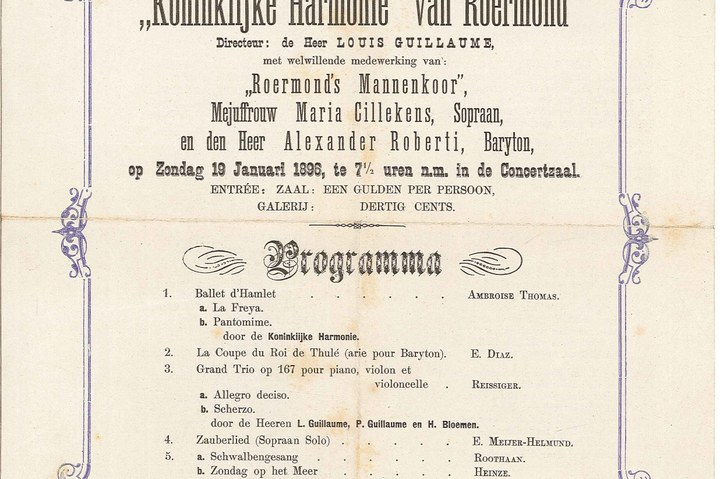 „Koninklijke Harmonie" van Roermond
Directeur: de Heer LOUIS GUILLAUME,
met welwillende medewerking van:
„Roermond's Mannenkoor”,
Mejuffrouw Maria Cillekens, Sopraan,
en den Heer Alexander Roberti, Baryton,
op Zondag 19 Januari 1896, te 7½ uren n.m. in de Concertzaal.
ENTRÉE: ZAAL: EEN GULDEN PER PERSOON,
GALERIJ: DERTIG CENTS.
Programma
1. Ballet d'Hamlet . . . . . . AMBROISE THOMAS.
a. La Freya.
b. Pantomime.
door de Koninklijke Harmonie.
2. La Coupe du Roi de Thulé (arie pour Baryton). E. DIAZ.
3. Grand Trio op 167 pour piano, violon et
violoncelle . REISSIGER.
a. Allegro deciso.
b. Scherzo.
door de Heeren L. Guillaume, P. Guillaume en H. Bloemen.
4. Zauberlied (Sopraan Solo) . . . . . E. MEIJER-HELMUND.
5. a. Schwalbengesang . . . . . ROOTHAAN.
b. Zondag op het Meer . . . . . HEINZE.